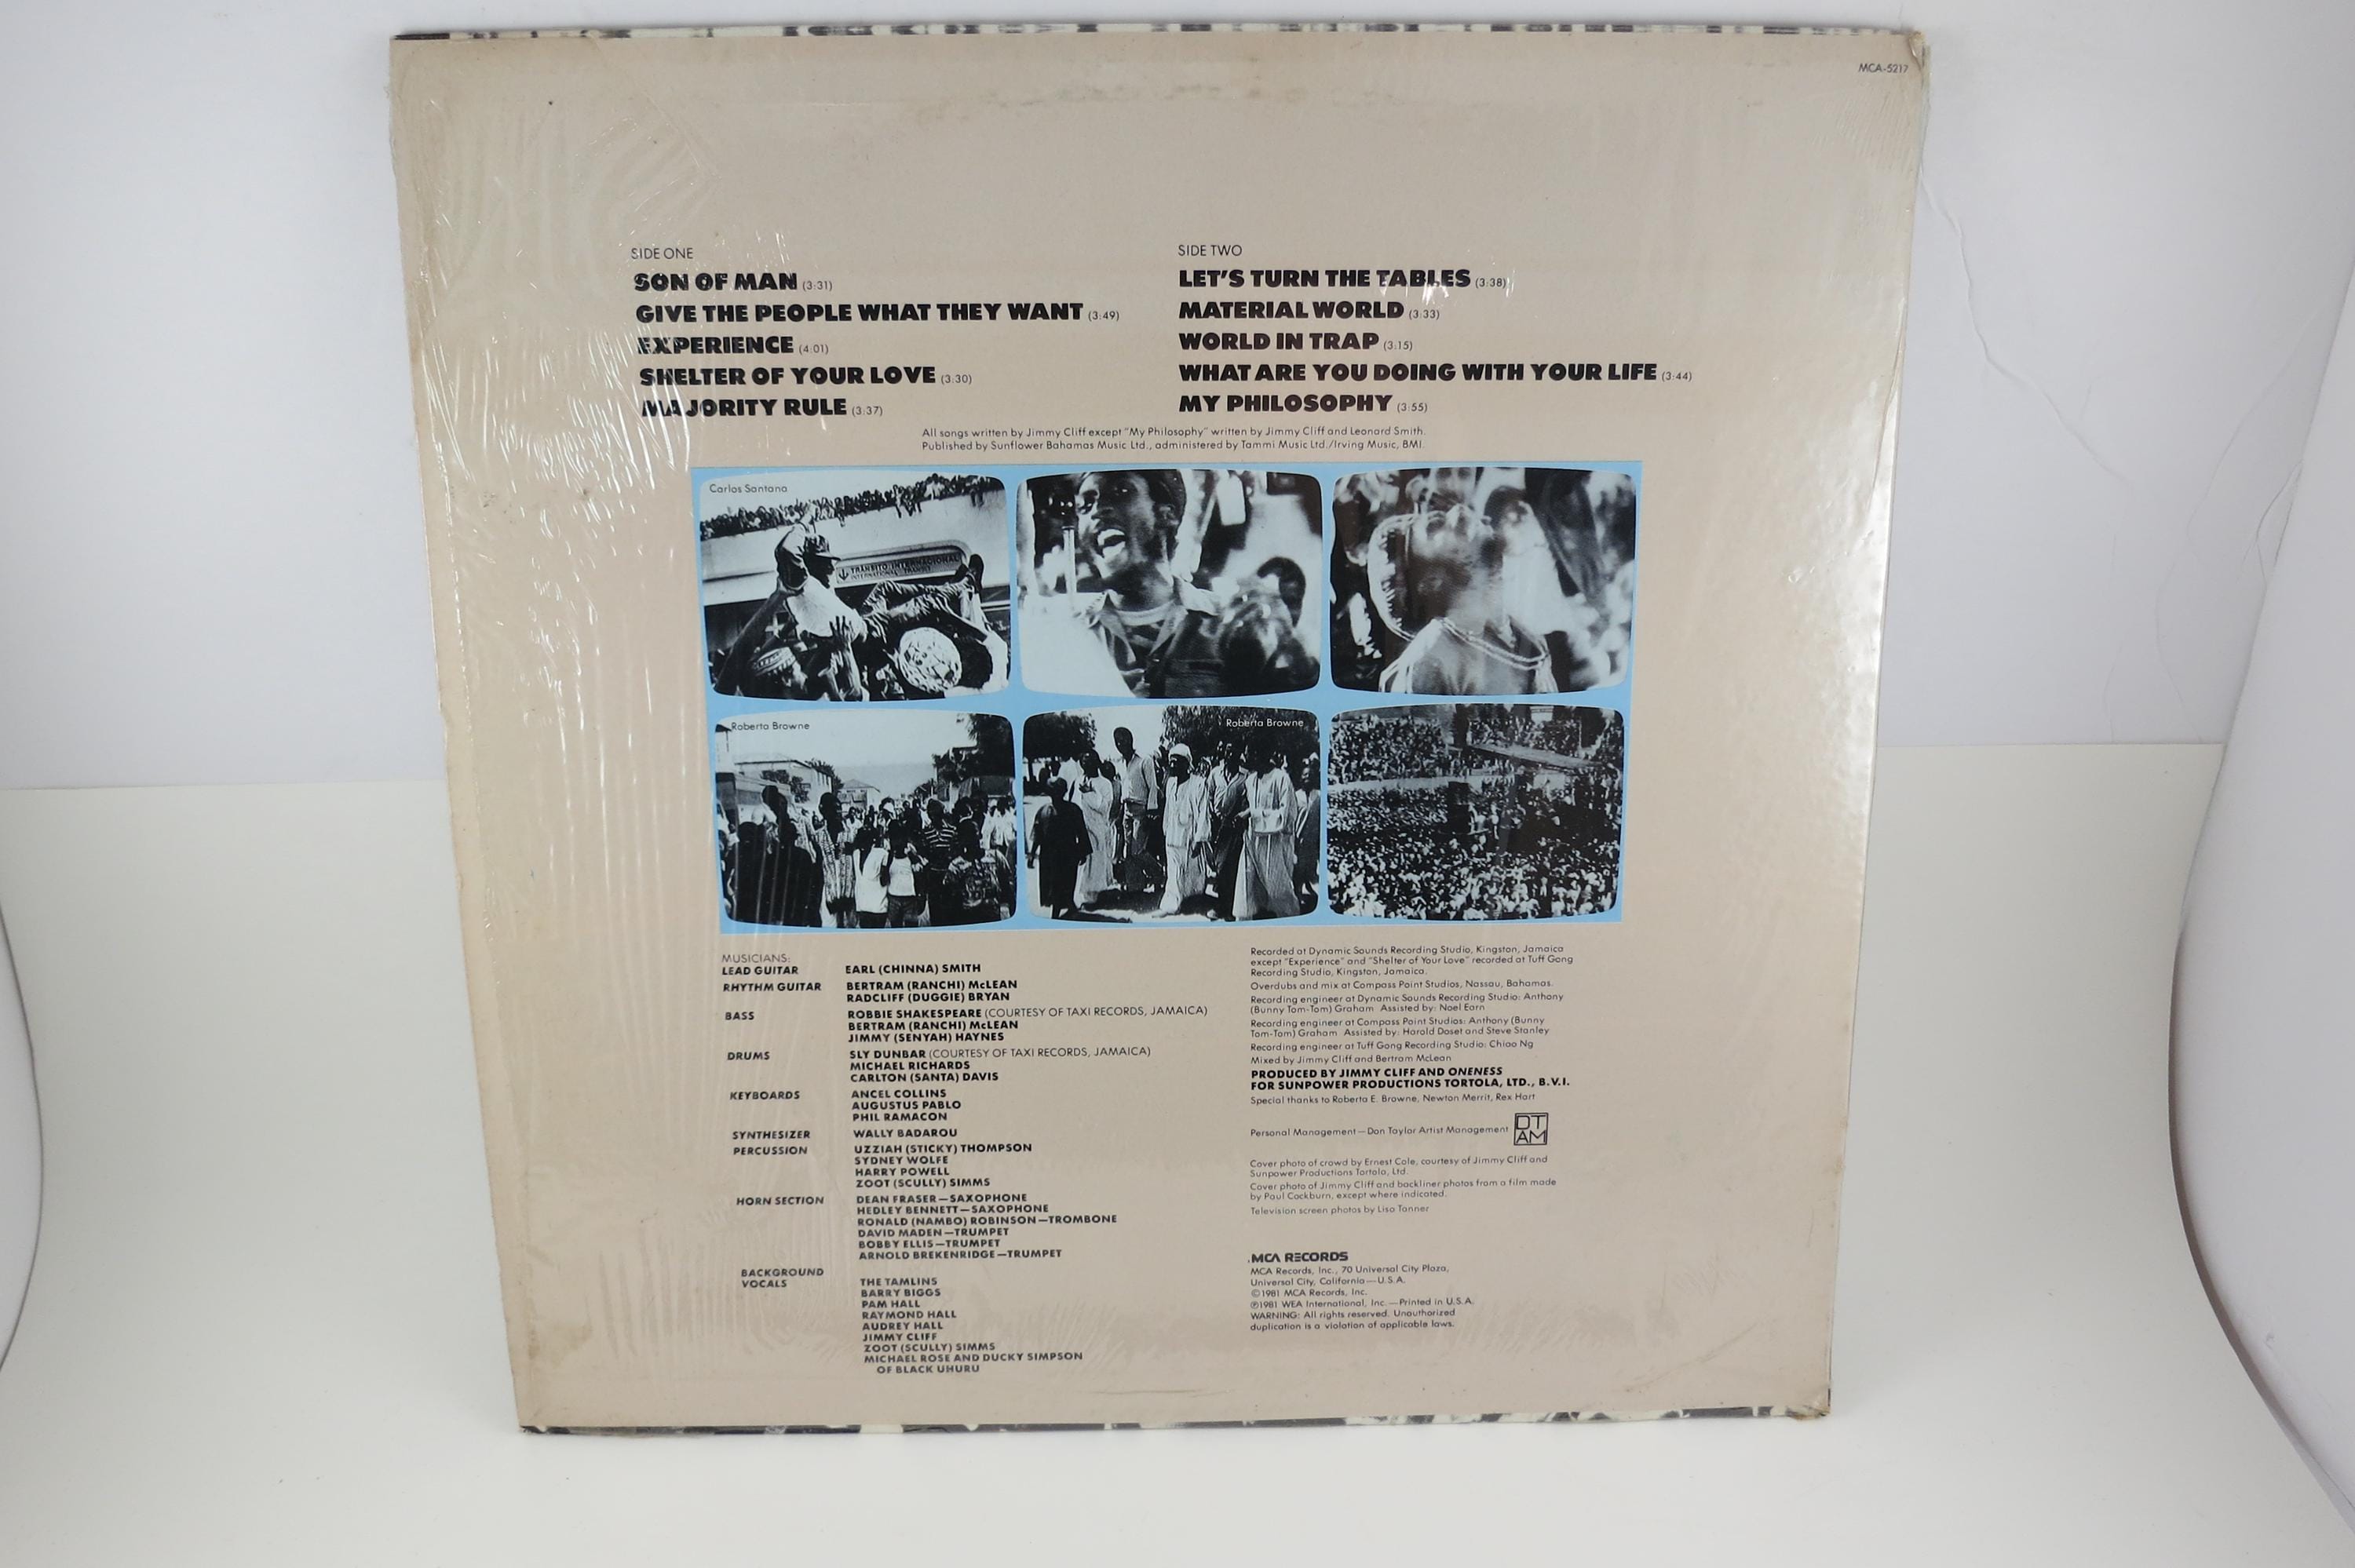 MCA-5217
SIDE ONE
SON OF MAN (3:31)
GIVE THE PEOPLE WHAT THEY WANT (3:49)
EXPERIENCE (4:01)
SHELTER OF YOUR LOVE (3:30)
MAJORITY RULE (3:37)
SIDE TWO
LET'S TURN THE TABLES (3:38)
MATERIAL WORLD (3:33)
WORLD IN TRAP (3:15)
WHAT ARE YOU DOING WITH YOUR LIFE (3:44)
MY PHILOSOPHY (3:55)
All songs written by Jimmy Cliff except "My Philosophy" written by Jimmy Cliff and Leonard Smith.
Published by Sunflower Bahamas Music Ltd., administered by Tammi Music Ltd./Irving Music, BMI.
Carlos Santana
TRANSITO INTERNACIONAL
INTERNATIONAL TRANSIT
Roberta Browne
Roberta Browne
MUSICIANS:
LEAD GUITAR EARL (CHINNA) SMITH
RHYTHM GUITAR BERTRAM (RANCHI) McLEAN
RADCLIFF (DUGGIE) BRYAN
BASS ROBBIE SHAKESPEARE (COURTESY OF TAXI RECORDS, JAMAICA)
BERTRAM (RANCHI) McLEAN
JIMMY (SENYAH) HAYNES
DRUMS SLY DUNBAR (COURTESY OF TAXI RECORDS, JAMAICA)
MICHAEL RICHARDS
CARLTON (SANTA) DAVIS
KEYBOARDS ANCEL COLLINS
AUGUSTUS PABLO
PHIL RAMACON
SYNTHESIZER WALLY BADAROU
PERCUSSION UZZIAH (STICKY) THOMPSON
SYDNEY WOLFE
HARRY POWELL
ZOOT (SCULLY) SIMMS
HORN SECTION DEAN FRASER—SAXOPHONE
HEDLEY BENNETT—SAXOPHONE
RONALD (NAMBO) ROBINSON—TROMBONE
DAVID MADEN—TRUMPET
BOBBY ELLIS—TRUMPET
ARNOLD BREKENRIDGE—TRUMPET
BACKGROUND
VOCALS THE TAMLINS
BARRY BIGGS
PAM HALL
RAYMOND HALL
AUDREY HALL
JIMMY CLIFF
ZOOT (SCULLY) SIMMS
MICHAEL ROSE AND DUCKY SIMPSON
OF BLACK UHURU
Recorded at Dynamic Sounds Recording Studio, Kingston, Jamaica
except "Experience" and "Shelter of Your Love" recorded at Tuff Gong
Recording Studio, Kingston, Jamaica.
Overdubs and mix at Compass Point Studios, Nassau, Bahamas.
Recording engineer at Dynamic Sounds Recording Studio: Anthony
(Bunny Tom-Tom) Graham Assisted by: Noel Earn
Recording engineer at Compass Point Studios: Anthony (Bunny
Tom-Tom) Graham Assisted by: Harold Doset and Steve Stanley
Recording engineer at Tuff Gong Recording Studio: Chiao Ng
Mixed by Jimmy Cliff and Bertram McLean
PRODUCED BY JIMMY CLIFF AND ONENESS
FOR SUNPOWER PRODUCTIONS TORTOLA, LTD., B.V.I.
Special thanks to Roberta E. Browne, Newton Merrit, Rex Hart
Personal Management—Don Taylor Artist Management DT
AM
Cover photo of crowd by Ernest Cole, courtesy of Jimmy Cliff and
Sunpower Productions Tortola, Ltd.
Cover photo of Jimmy Cliff and backliner photos from a film made
by Paul Cockburn, except where indicated.
Television screen photos by Lisa Tanner
MCA RECORDS
MCA Records, Inc., 70 Universal City Plaza,
Universal City, California—U.S.A.
©1981 MCA Records, Inc.
℗1981 WEA International, Inc.—Printed in U.S.A.
WARNING: All rights reserved. Unauthorized
duplication is a violation of applicable laws.